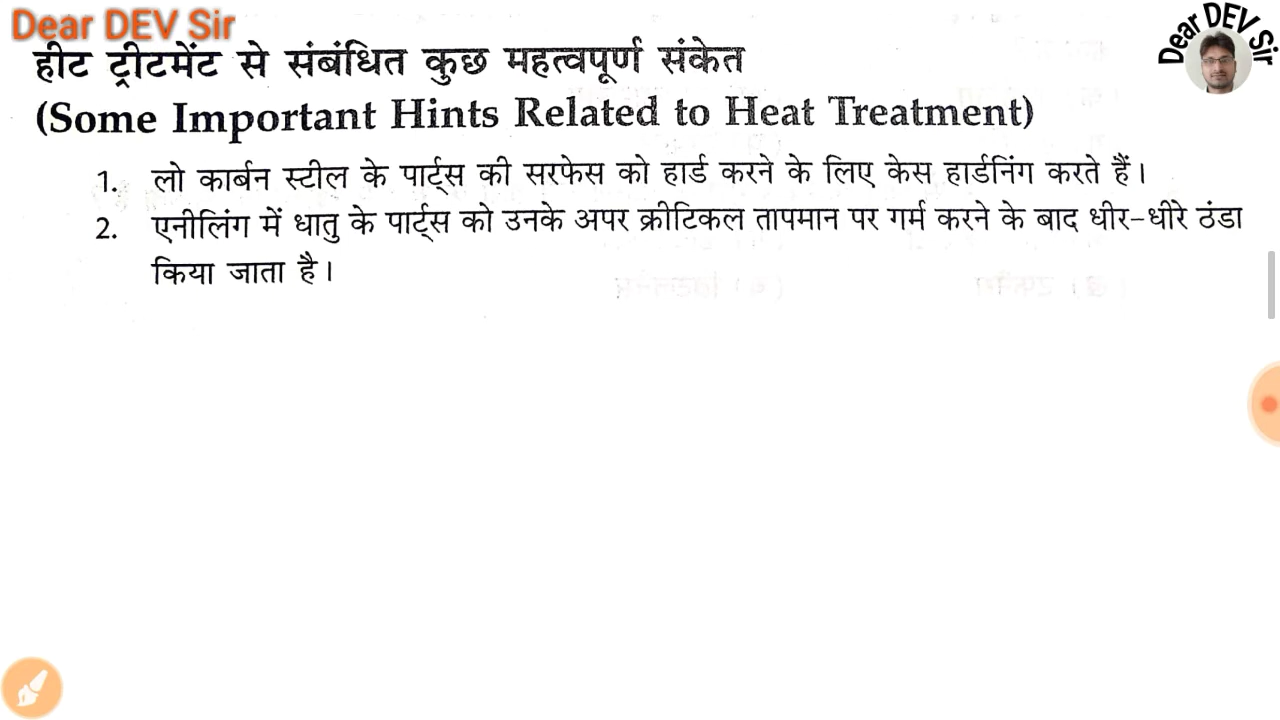 Dear DEV Sir
Dear DEV Sir
हीट ट्रीटमेंट से संबंधित कुछ महत्वपूर्ण संकेत
(Some Important Hints Related to Heat Treatment)
1. लो कार्बन स्टील के पार्ट्स की सरफेस को हार्ड करने के लिए केस हार्डनिंग करते हैं।
2. एनीलिंग में धातु के पार्ट्स को उनके अपर क्रीटिकल तापमान पर गर्म करने के बाद धीर-धीरे ठंडा
किया जाता है।